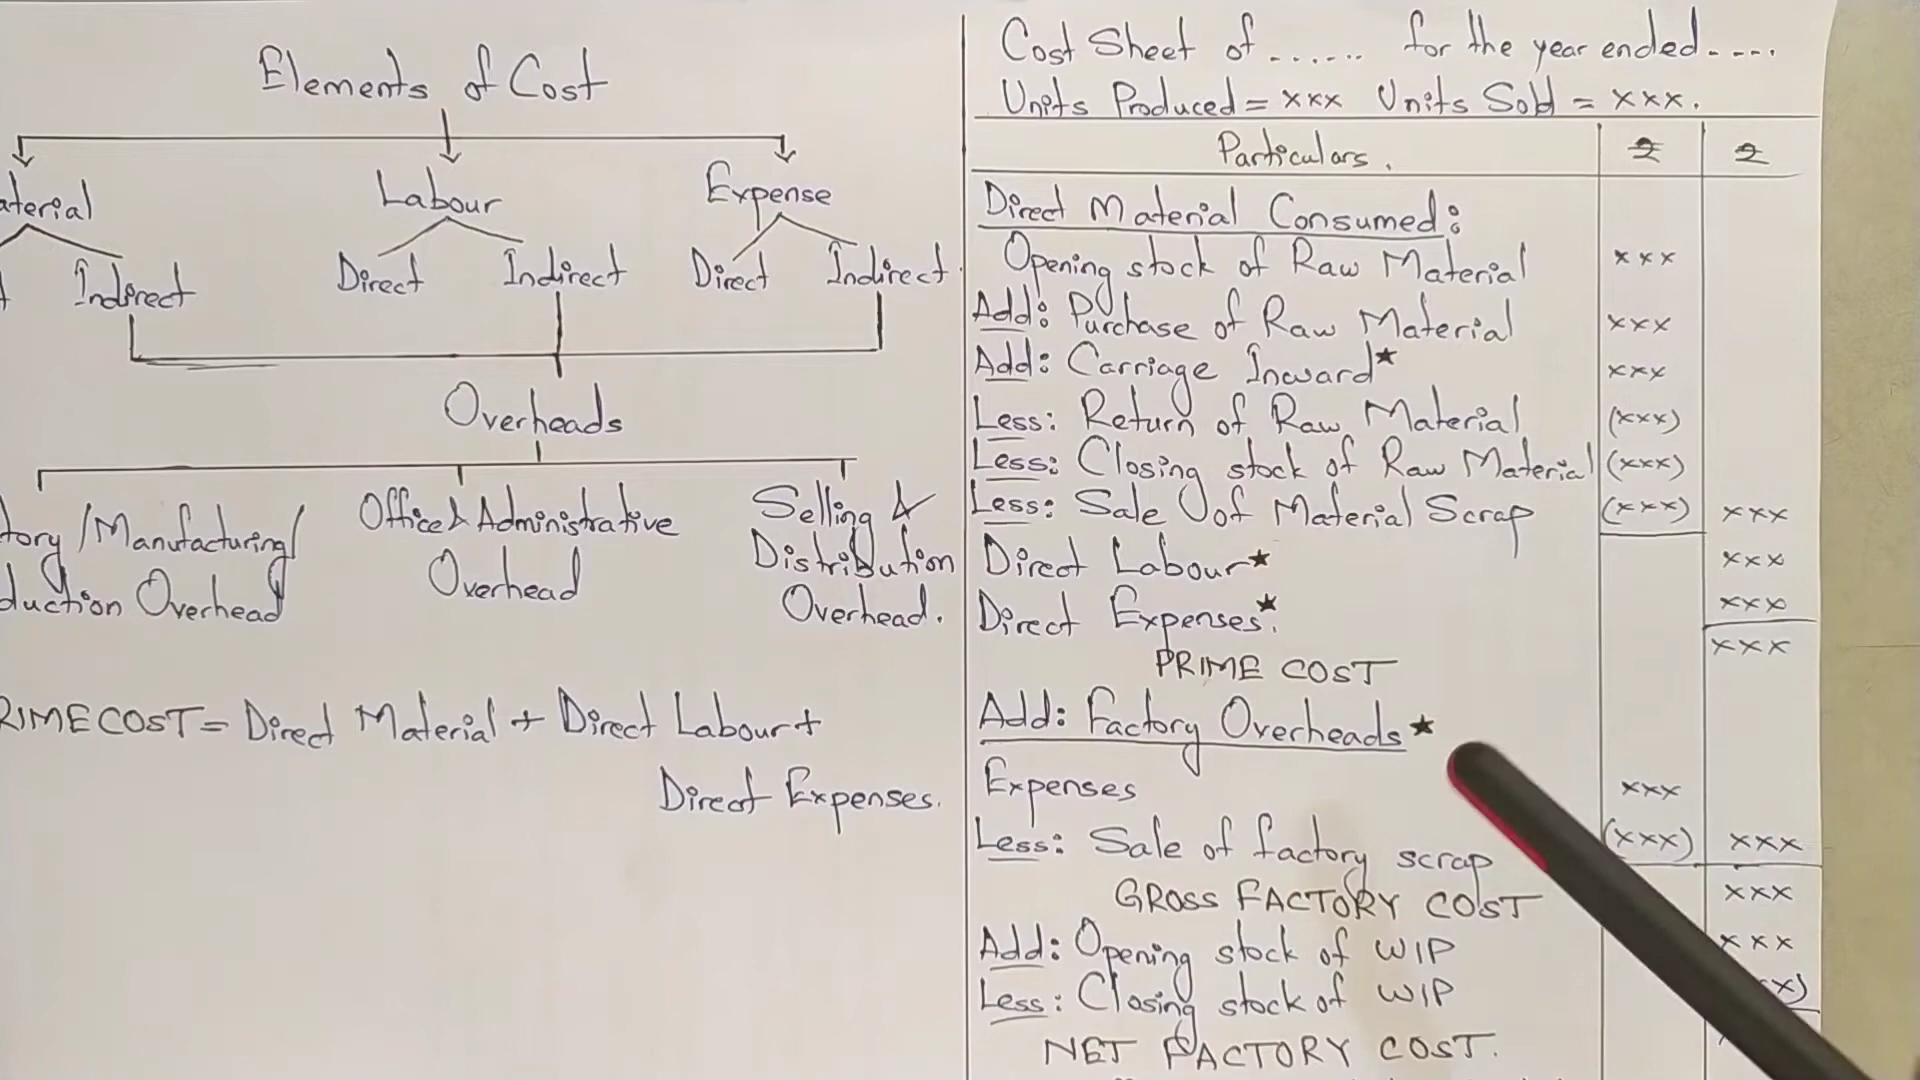 Elements of Cost
aterial Labour Expense
Indirect Direct Indirect Direct Indirect
Overheads
tory/Manufacturing/ Office & Administrative Selling &
duction Overhead Overhead Distribution
Overhead.
RIME COST = Direct Material + Direct Labour +
Direct Expenses.
Cost Sheet of ...... for the year ended----.
Units Produced = xxx Units Sold = xxx.
Particulars. ₹ ₹
Direct Material Consumed:
Opening stock of Raw Material xxx
Add: Purchase of Raw Material xxx
Add: Carriage Inward★ xxx
Less: Return of Raw Material (xxx)
Less: Closing stock of Raw Material (xxx)
Less: Sale of Material Scrap (xxx) xxx
Direct Labour★ xxx
Direct Expenses★. xxx
PRIME COST xxx
Add: Factory Overheads★
Expenses xxx
Less: Sale of factory scrap (xxx) xxx
GROSS FACTORY COST xxx
Add: Opening stock of WIP xxx
Less: Closing stock of WIP x)
NET FACTORY COST.